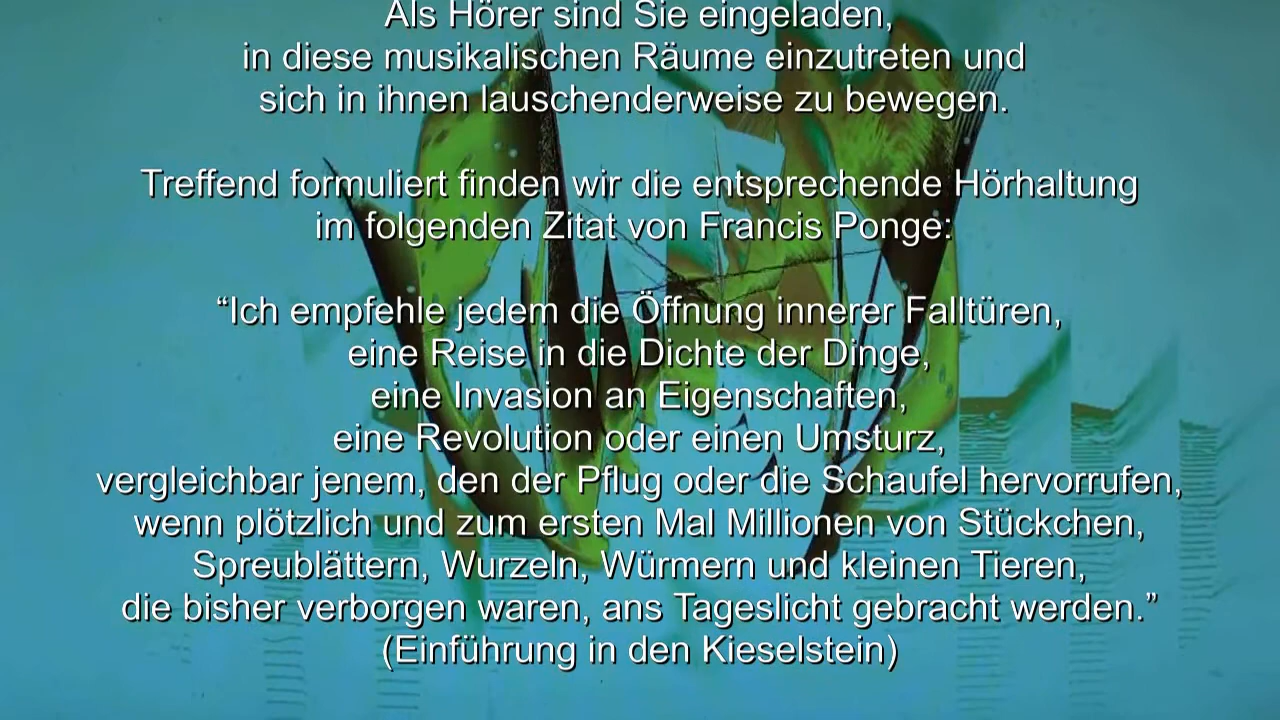 Als Hörer sind Sie eingeladen,
in diese musikalischen Räume einzutreten und
sich in ihnen lauschenderweise zu bewegen.
Treffend formuliert finden wir die entsprechende Hörhaltung
im folgenden Zitat von Francis Ponge:
“Ich empfehle jedem die Öffnung innerer Falltüren,
eine Reise in die Dichte der Dinge,
eine Invasion an Eigenschaften,
eine Revolution oder einen Umsturz,
vergleichbar jenem, den der Pflug oder die Schaufel hervorrufen,
wenn plötzlich und zum ersten Mal Millionen von Stückchen,
Spreublättern, Wurzeln, Würmern und kleinen Tieren,
die bisher verborgen waren, ans Tageslicht gebracht werden.”
(Einführung in den Kieselstein)